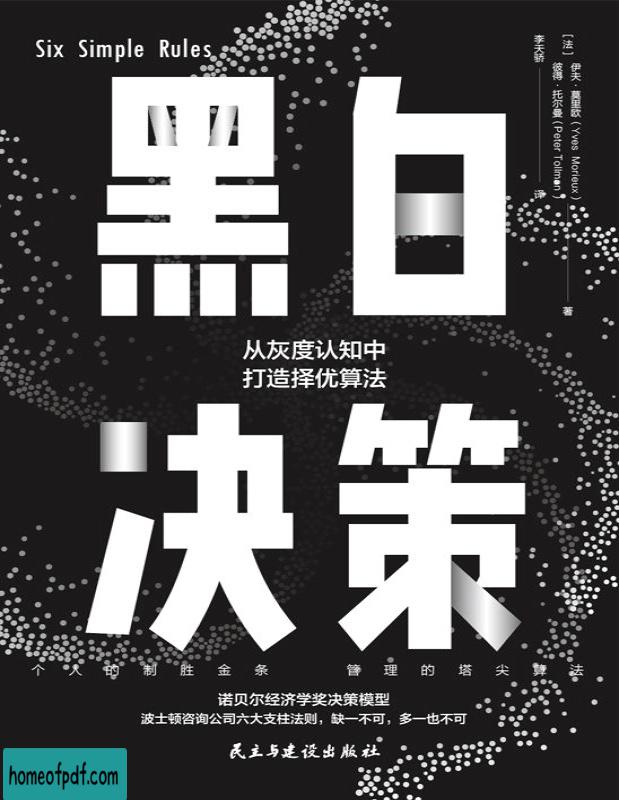 Six Simple Rules
[法]伊夫·莫里欧(Yves Morieux)
彼得·托尔曼(Peter Tollman)
著
李天骄
译
黑白
从灰度认知中
打造择优算法
决策
个人的制胜金条 管理的塔尖算法
诺贝尔经济学奖决策模型
波士顿咨询公司六大支柱法则，缺一不可，多一也不可
民主与建设出版社
homeofpdf.com